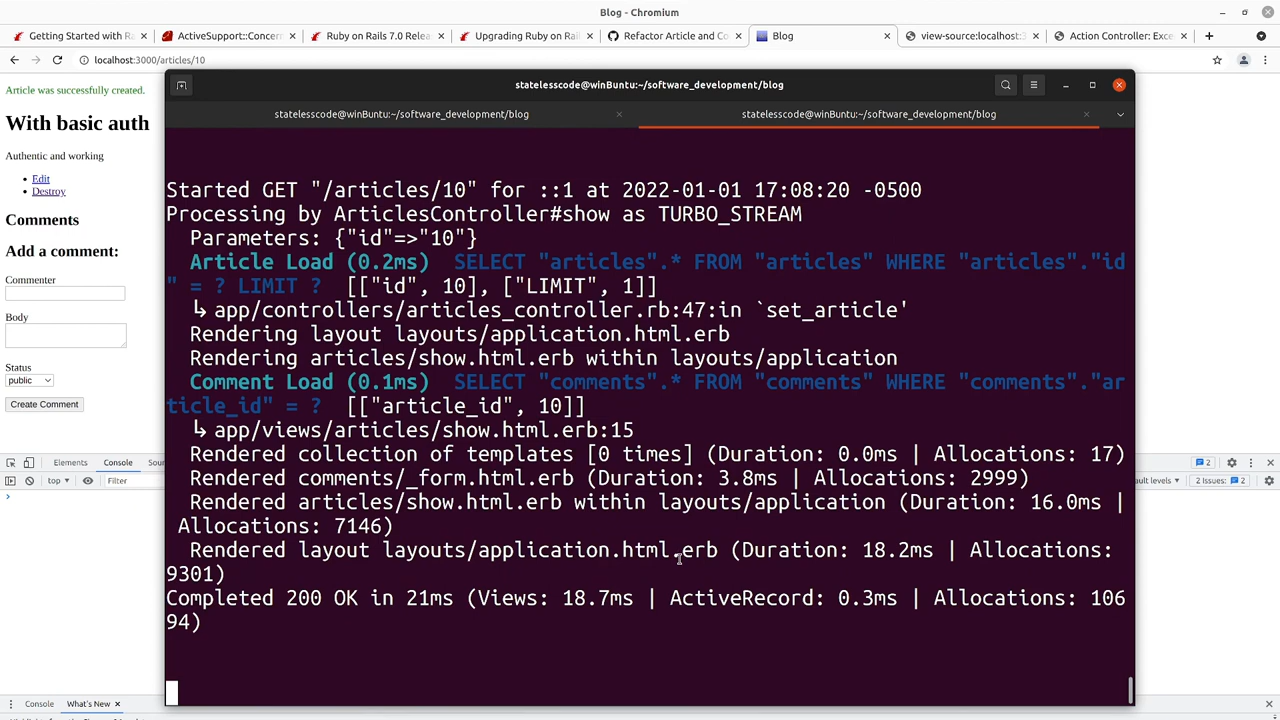 Blog - Chromium
Getting Started with Ra
ActiveSupport::Concern
Ruby on Rails 7.0 Relea
Upgrading Ruby on Rail
Refactor Article and Co
Blog
view-source:localhost:3
Action Controller: Exce
localhost:3000/articles/10
Article was successfully created.
With basic auth
Authentic and working
Edit
Destroy
Comments
Add a comment:
Commenter
Body
Status
public
Create Comment
Elements
Console
Sou
2
top
Filter
ault levels
2 Issues: 2
Console
What's New
statelesscode@winBuntu:~/software_development/blog
statelesscode@winBuntu:~/software_development/blog
statelesscode@winBuntu:~/software_development/blog
Started GET "/articles/10" for ::1 at 2022-01-01 17:08:20 -0500
Processing by ArticlesController#show as TURBO_STREAM
Parameters: {"id"=>"10"}
Article Load (0.2ms)  SELECT "articles".* FROM "articles" WHERE "articles"."id
" = ? LIMIT ?  [["id", 10], ["LIMIT", 1]]
↳ app/controllers/articles_controller.rb:47:in `set_article'
Rendering layout layouts/application.html.erb
Rendering articles/show.html.erb within layouts/application
Comment Load (0.1ms)  SELECT "comments".* FROM "comments" WHERE "comments"."ar
ticle_id" = ?  [["article_id", 10]]
↳ app/views/articles/show.html.erb:15
Rendered collection of templates [0 times] (Duration: 0.0ms | Allocations: 17)
Rendered comments/_form.html.erb (Duration: 3.8ms | Allocations: 2999)
Rendered articles/show.html.erb within layouts/application (Duration: 16.0ms |
Allocations: 7146)
Rendered layout layouts/application.html.erb (Duration: 18.2ms | Allocations:
9301)
Completed 200 OK in 21ms (Views: 18.7ms | ActiveRecord: 0.3ms | Allocations: 106
94)